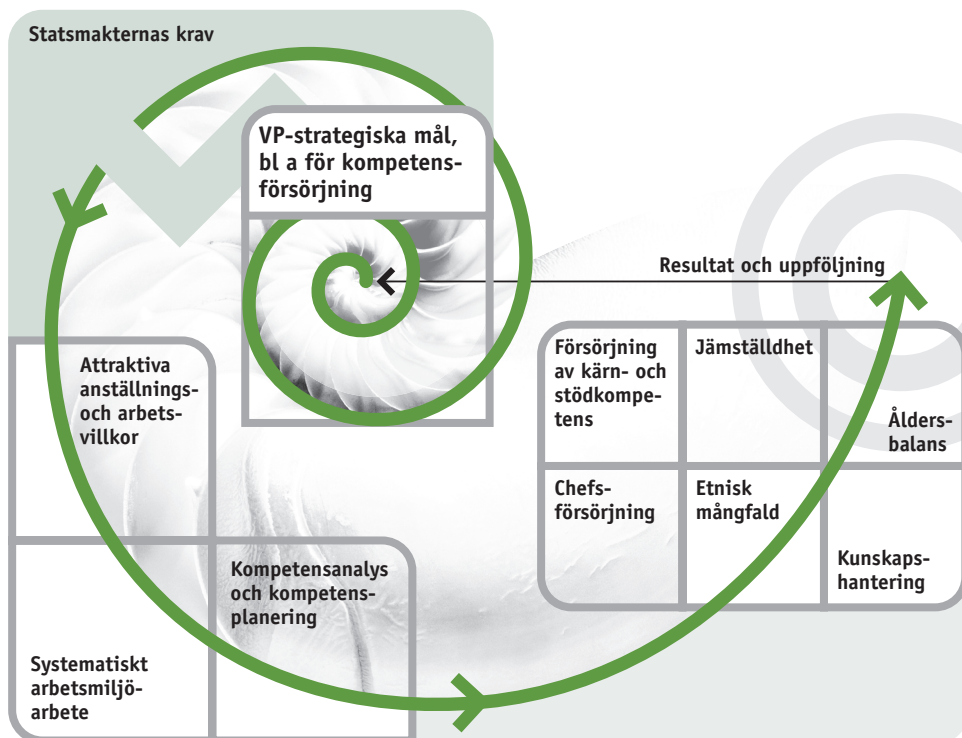 Statsmakternas krav
VP-strategiska mål,
bl a för kompetens-
försörjning
Resultat och uppföljning
Attraktiva
anställnings-
och arbets-
villkor
Försörjning
av kärn- och
stödkompe-
tens
Jämställdhet
Ålders-
balans
Chefs-
försörjning
Etnisk
mångfald
Kunskaps-
hantering
Kompetensanalys
och kompetens-
planering
Systematiskt
arbetsmiljö-
arbete